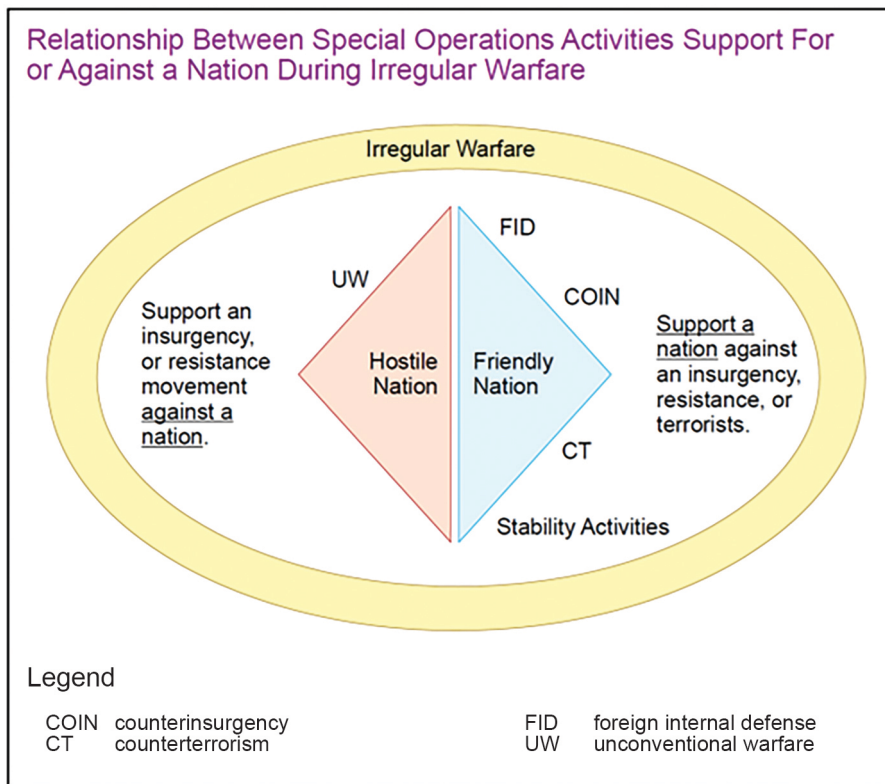 Relationship Between Special Operations Activities Support For
or Against a Nation During Irregular Warfare
Irregular Warfare
FID
UW
COIN
Support an
insurgency,
or resistance
movement
against a
nation.
Hostile
Nation
Friendly
Nation
Support a
nation against
an insurgency,
resistance, or
terrorists.
CT
Stability Activities
Legend
COIN counterinsurgency
CT counterterrorism
FID foreign internal defense
UW unconventional warfare